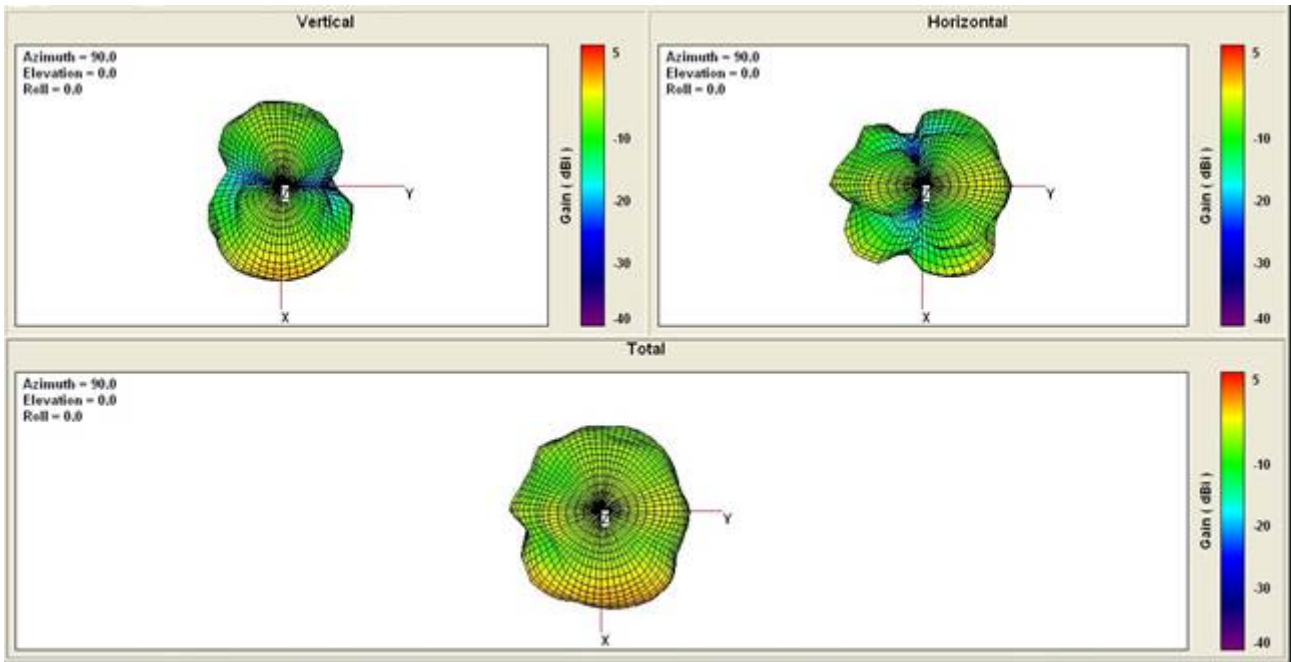 Vertical
Azimuth = 90.0
Elevation = 0.0
Roll = 0.0
Y
X
5
-10
-20
-30
-40
Gain ( dBi )
Horizontal
Azimuth = 90.0
Elevation = 0.0
Roll = 0.0
Y
X
5
-10
-20
-30
-40
Gain ( dBi )
Total
Azimuth = 90.0
Elevation = 0.0
Roll = 0.0
Y
X
5
-10
-20
-30
-40
Gain ( dBi )